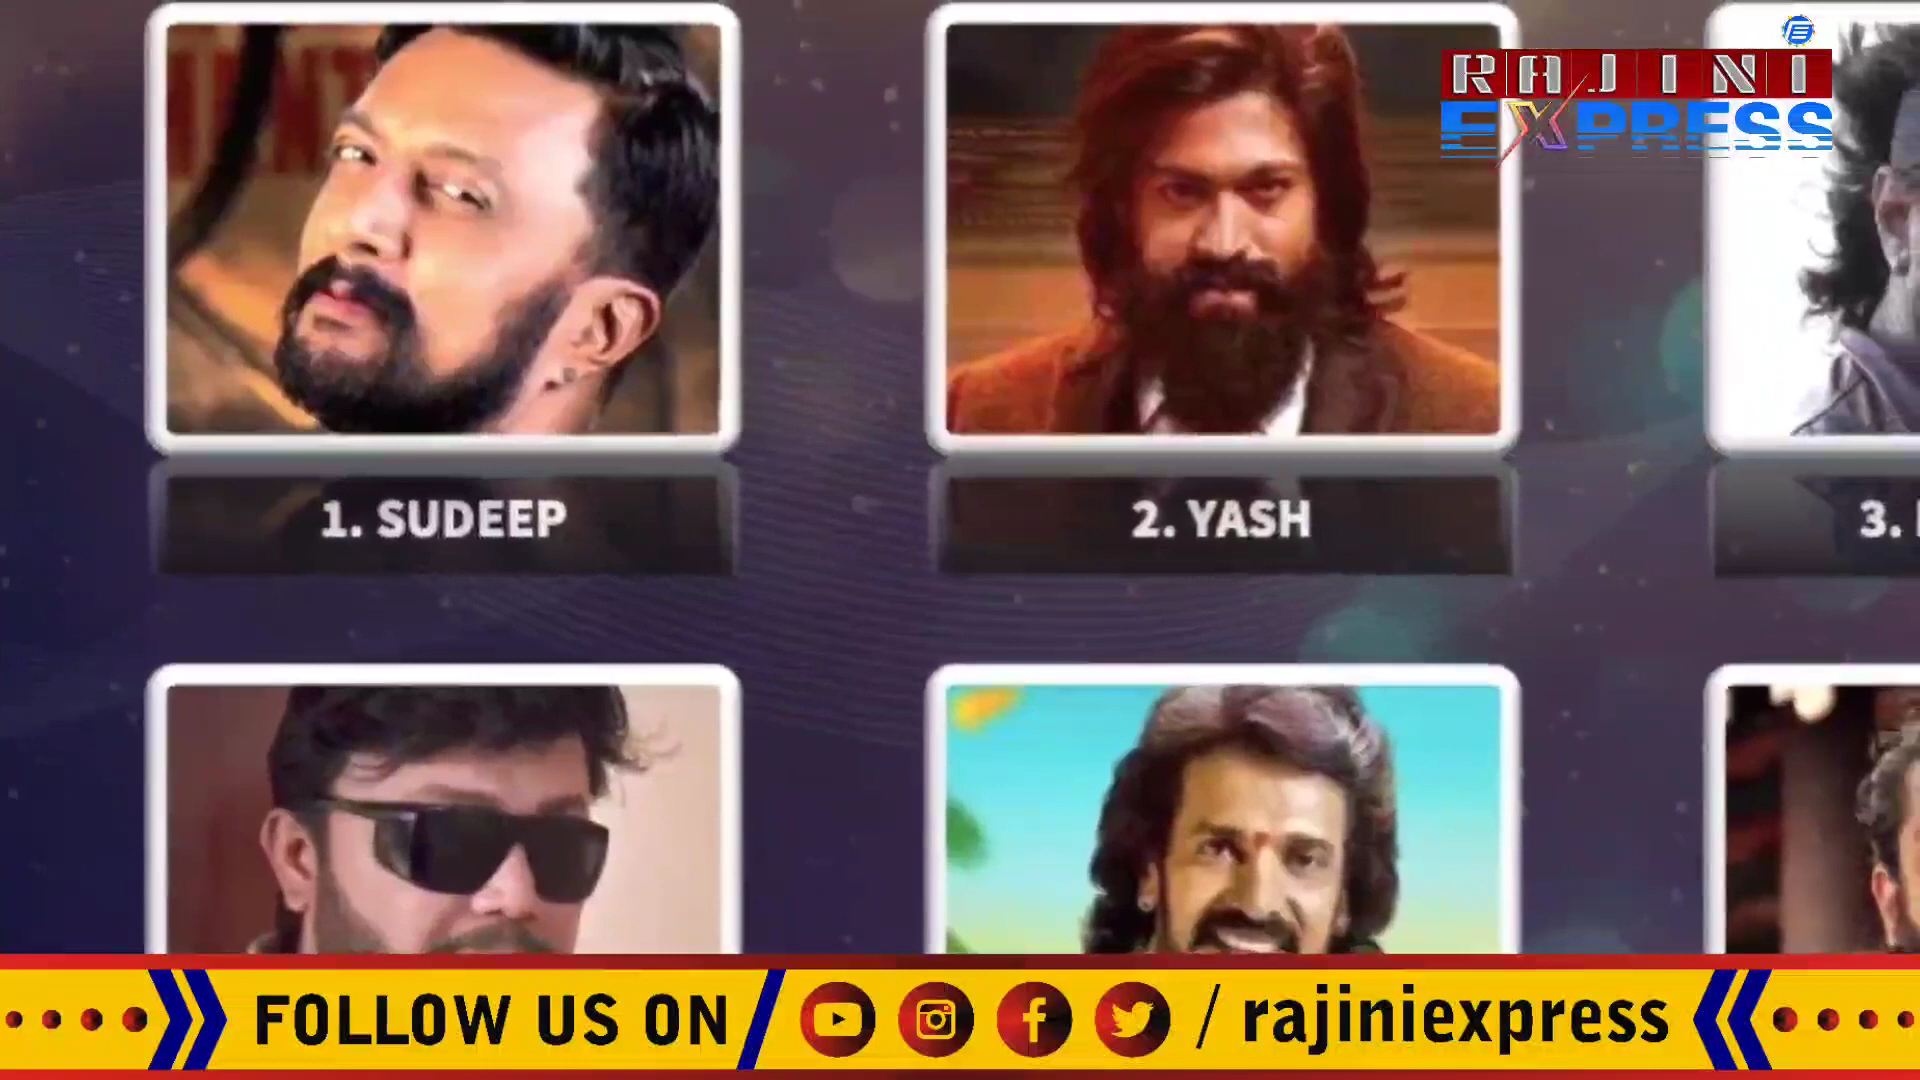 RAJINI
EXPRESS
1. SUDEEP
2. YASH
3.
FOLLOW US ON / rajiniexpress